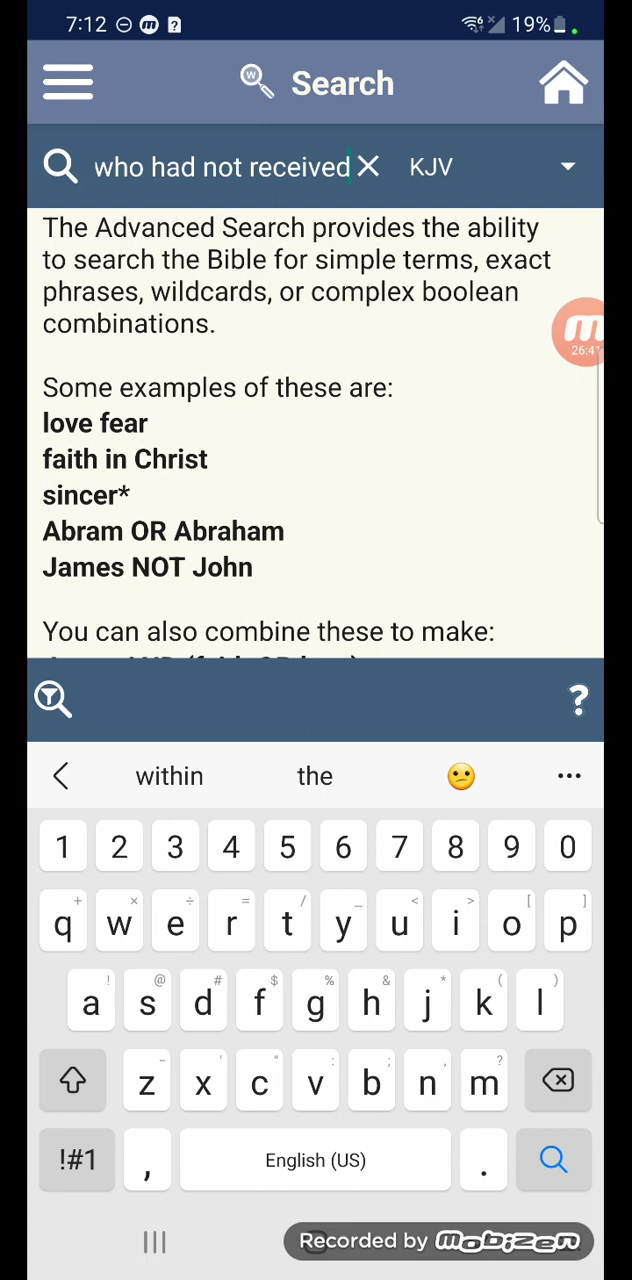 7:12 19%
Search
who had not received KJV
The Advanced Search provides the ability
to search the Bible for simple terms, exact
phrases, wildcards, or complex boolean
combinations.
26:41
Some examples of these are:
love fear
faith in Christ
sincer*
Abram OR Abraham
James NOT John
You can also combine these to make:
?
within the ...
1 2 3 4 5 6 7 8 9 0
+ × ÷ = / _ < > [ ]
q w e r t y u i o p
! @ # $ % & * ( )
a s d f g h j k l
- ' " : ; , ?
z x c v b n m
!#1 , English (US) .
Recorded by mobizen